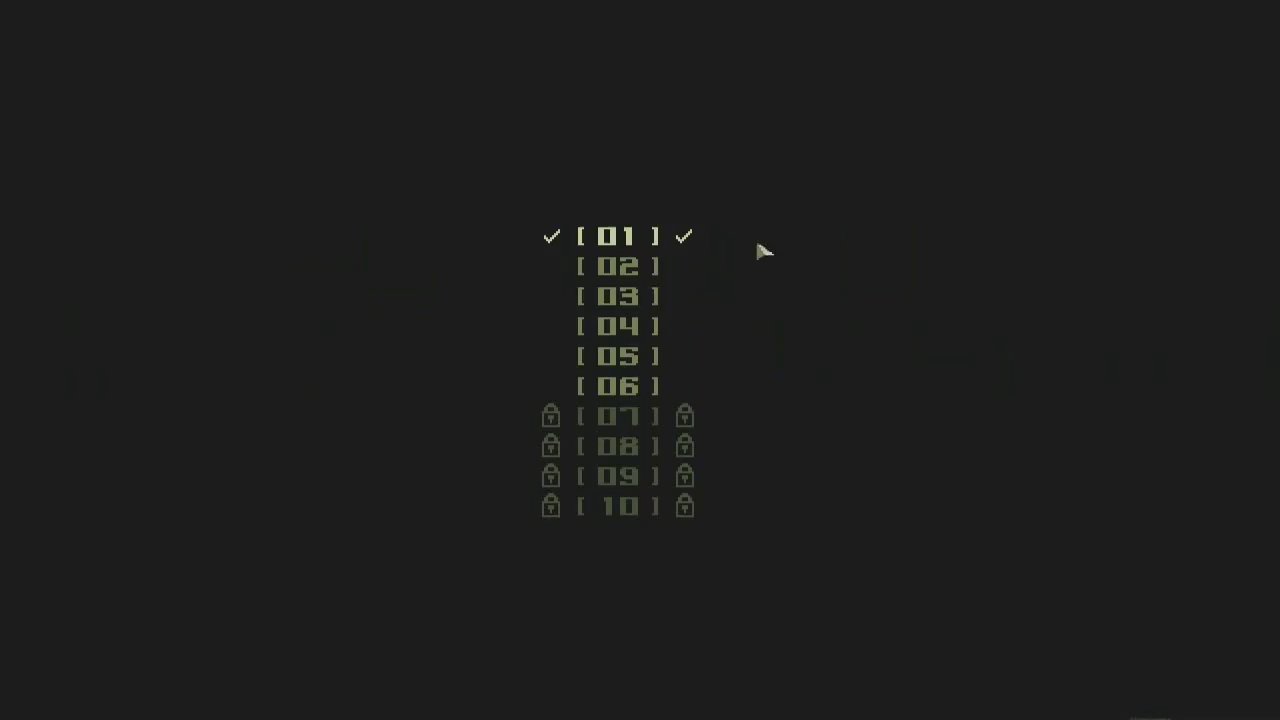 [ 01 ]
[ 02 ]
[ 03 ]
[ 04 ]
[ 05 ]
[ 06 ]
[ 07 ]
[ 08 ]
[ 09 ]
[ 10 ]